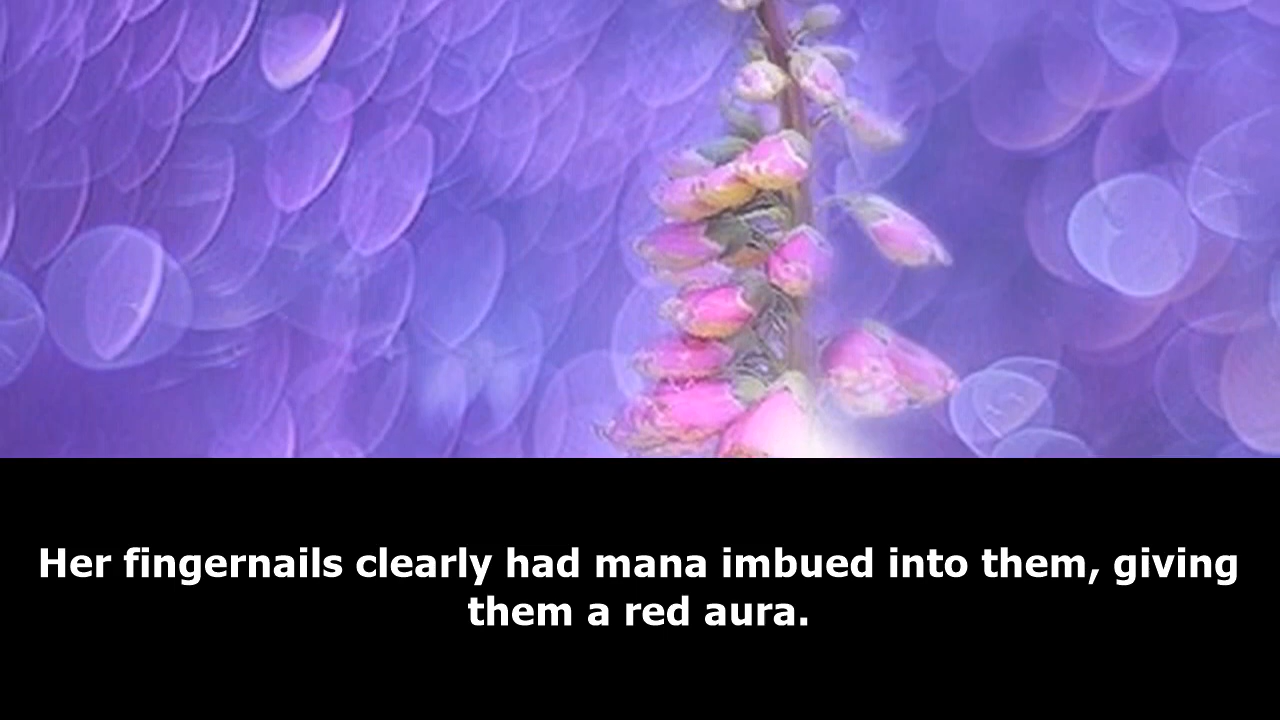 Her fingernails clearly had mana imbued into them, giving
them a red aura.